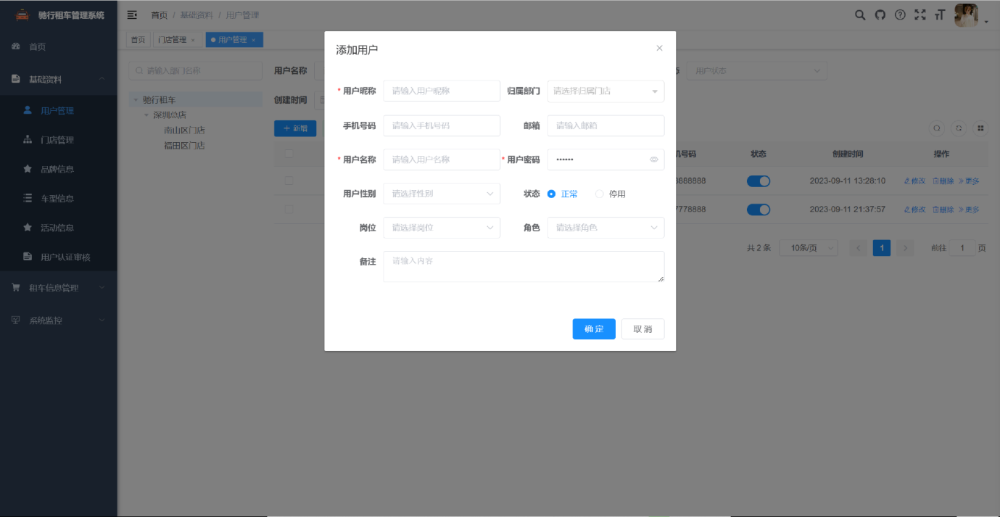 驰行租车管理系统
首页 / 基础资料 / 用户管理
首页
门店管理 ×
用户管理 ×
首页
基础资料
用户管理
门店管理
品牌信息
车型信息
活动信息
用户认证审核
租车信息管理
系统监控
请输入部门名称
驰行租车
深圳总店
南山区门店
福田区门店
用户名称
用户状态
创建时间
+ 新增
机号码 状态 创建时间 操作
8888888 2023-09-11 13:28:10 修改 删除 更多
7778888 2023-09-11 21:37:57 修改 删除 更多
共 2 条 10条/页 1 前往 1 页
添加用户
* 用户昵称 请输入用户昵称 归属部门 请选择归属门店
手机号码 请输入手机号码 邮箱 请输入邮箱
* 用户名称 请输入用户名称 * 用户密码 ••••••
用户性别 请选择性别 状态 正常 停用
岗位 请选择岗位 角色 请选择角色
备注 请输入内容
确 定 取 消